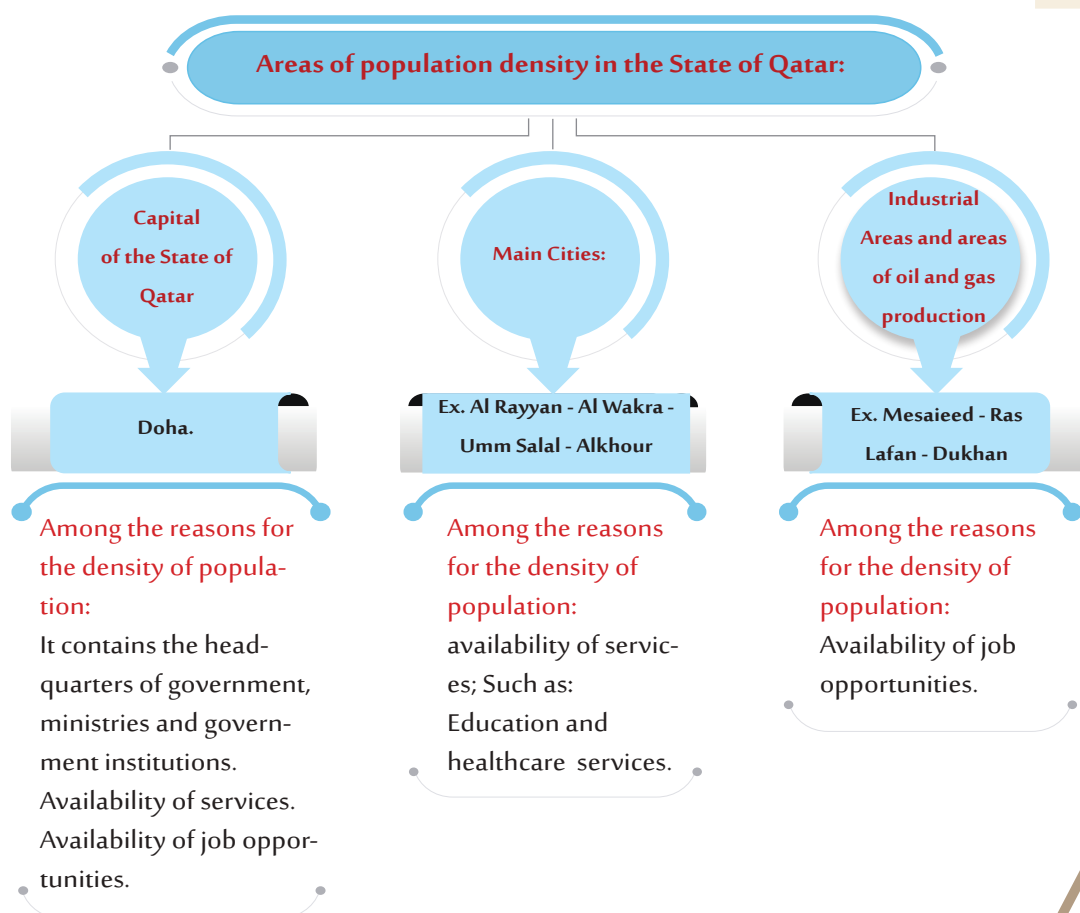 Areas of population density in the State of Qatar:
Capital
of the State of
Qatar
Doha.
Among the reasons for
the density of popula-
tion:
It contains the head-
quarters of government,
ministries and govern-
ment institutions.
Availability of services.
Availability of job oppor-
tunities.
Main Cities:
Ex. Al Rayyan - Al Wakra -
Umm Salal - Alkhour
Among the reasons
for the density of
population:
availability of servic-
es; Such as:
Education and
healthcare services.
Industrial
Areas and areas
of oil and gas
production
Ex. Mesaieed - Ras
Lafan - Dukhan
Among the reasons
for the density of
population:
Availability of job
opportunities.